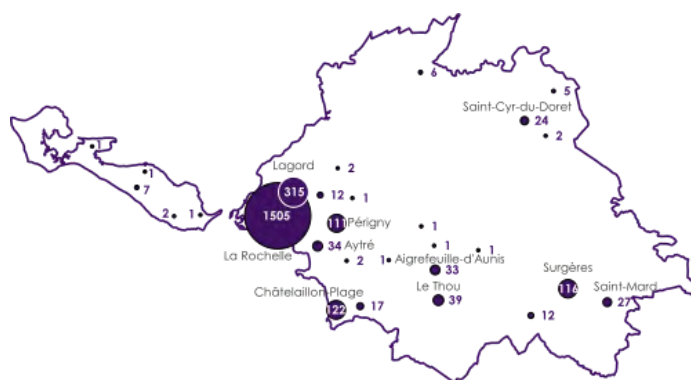 6
5
Saint-Cyr-du-Doret
24
2
1
1
7
2
1
Lagord
315
2
12
1
1505
111
Périgny
1
La Rochelle
34
Aytré
1
1
2
1
Aigrefeuille-d'Aunis
33
Châtelaillon-Plage
122
17
Le Thou
39
Surgères
116
Saint-Mard
27
12